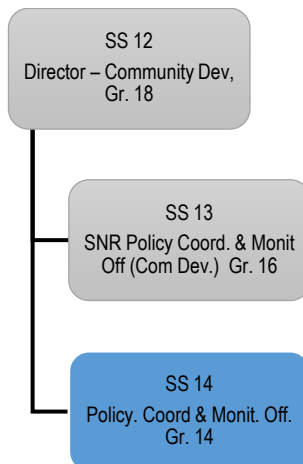 SS 12
Director – Community Dev,
Gr. 18
SS 13
SNR Policy Coord. & Monit
Off (Com Dev.)  Gr. 16
SS 14
Policy. Coord & Monit. Off.
Gr. 14